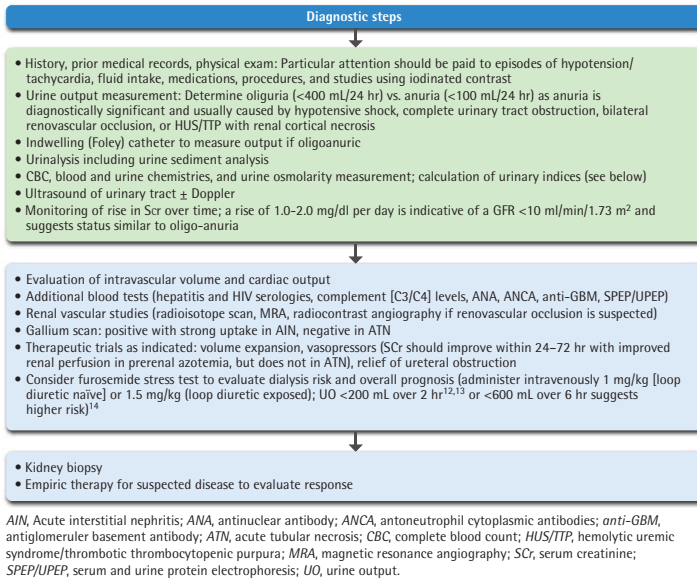 Diagnostic steps
• History, prior medical records, physical exam: Particular attention should be paid to episodes of hypotension/
tachycardia, fluid intake, medications, procedures, and studies using iodinated contrast
• Urine output measurement: Determine oliguria (<400 mL/24 hr) vs. anuria (<100 mL/24 hr) as anuria is
diagnostically significant and usually caused by hypotensive shock, complete urinary tract obstruction, bilateral
renovascular occlusion, or HUS/TTP with renal cortical necrosis
• Indwelling (Foley) catheter to measure output if oligoanuric
• Urinalysis including urine sediment analysis
• CBC, blood and urine chemistries, and urine osmolarity measurement; calculation of urinary indices (see below)
• Ultrasound of urinary tract ± Doppler
• Monitoring of rise in Scr over time; a rise of 1.0-2.0 mg/dl per day is indicative of a GFR <10 ml/min/1.73 m² and
suggests status similar to oligo-anuria
• Evaluation of intravascular volume and cardiac output
• Additional blood tests (hepatitis and HIV serologies, complement [C3/C4] levels, ANA, ANCA, anti-GBM, SPEP/UPEP)
• Renal vascular studies (radioisotope scan, MRA, radiocontrast angiography if renovascular occlusion is suspected)
• Gallium scan: positive with strong uptake in AIN, negative in ATN
• Therapeutic trials as indicated: volume expansion, vasopressors (SCr should improve within 24–72 hr with improved
renal perfusion in prerenal azotemia, but does not in ATN), relief of ureteral obstruction
• Consider furosemide stress test to evaluate dialysis risk and overall prognosis (administer intravenously 1 mg/kg [loop
diuretic naïve] or 1.5 mg/kg (loop diuretic exposed); UO <200 mL over 2 hr¹²,¹³ or <600 mL over 6 hr suggests
higher risk)¹⁴
• Kidney biopsy
• Empiric therapy for suspected disease to evaluate response
AIN, Acute interstitial nephritis; ANA, antinuclear antibody; ANCA, antoneutrophil cytoplasmic antibodies; anti-GBM,
antiglomeruler basement antibody; ATN, acute tubular necrosis; CBC, complete blood count; HUS/TTP, hemolytic uremic
syndrome/thrombotic thrombocytopenic purpura; MRA, magnetic resonance angiography; SCr, serum creatinine;
SPEP/UPEP, serum and urine protein electrophoresis; UO, urine output.